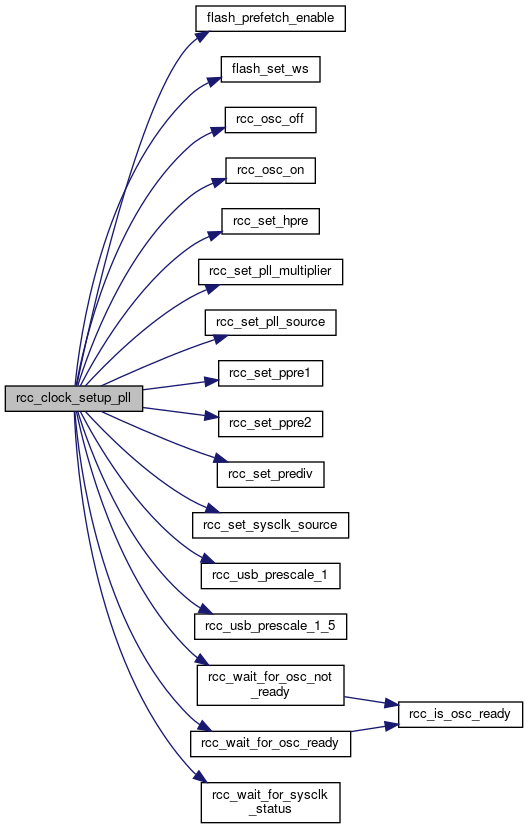 flash_prefetch_enable
flash_set_ws
rcc_osc_off
rcc_osc_on
rcc_set_hpre
rcc_set_pll_multiplier
rcc_set_pll_source
rcc_set_ppre1
rcc_clock_setup_pll
rcc_set_ppre2
rcc_set_prediv
rcc_set_sysclk_source
rcc_usb_prescale_1
rcc_usb_prescale_1_5
rcc_wait_for_osc_not
_ready
rcc_is_osc_ready
rcc_wait_for_osc_ready
rcc_wait_for_sysclk
_status